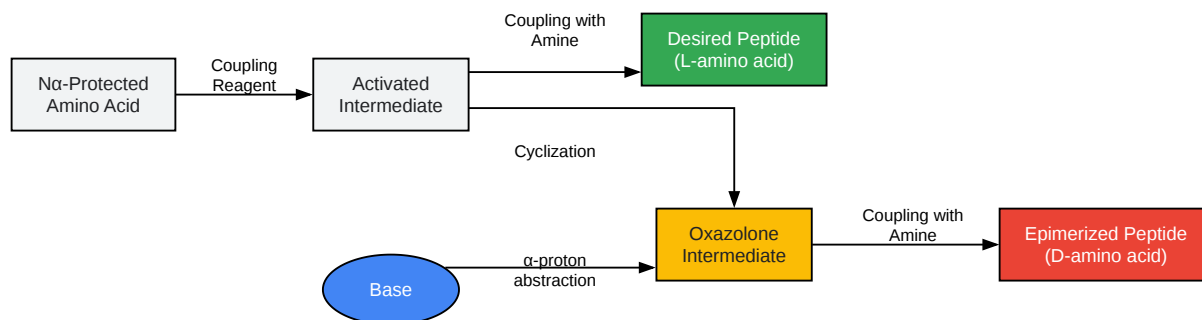 Coupling with
Amine
Desired Peptide
(L-amino acid)
Nα-Protected
Amino Acid
Coupling
Reagent
Activated
Intermediate
Cyclization
Oxazolone
Intermediate
Coupling with
Amine
Epimerized Peptide
(D-amino acid)
Base
α-proton
abstraction